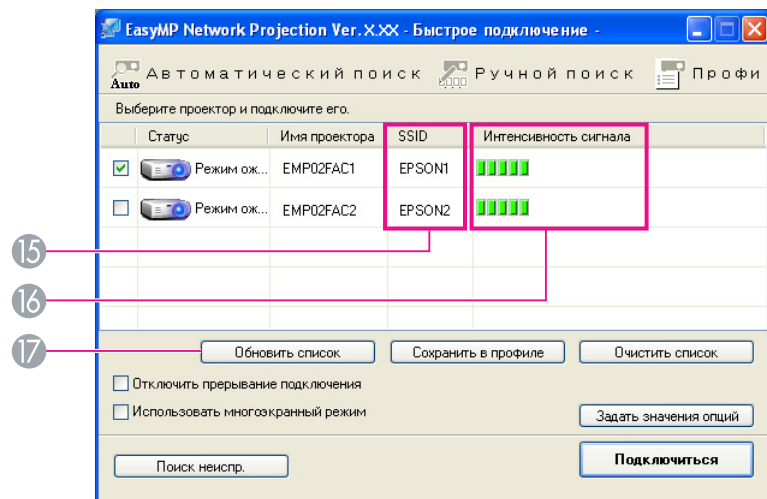 EasyMP Network Projection Ver.X.XX - Быстрое подключение -
Auto Автоматический поиск Ручной поиск Профи
Выберите проектор и подключите его.
Статус Имя проектора SSID Интенсивность сигнала
Режим ож... EMP02FAC1 EPSON1
Режим ож... EMP02FAC2 EPSON2
15
16
17 Обновить список Сохранить в профиле Очистить список
Отключить прерывание подключения
Использовать многоэкранный режим Задать значения опций
Поиск неиспр. Подключиться